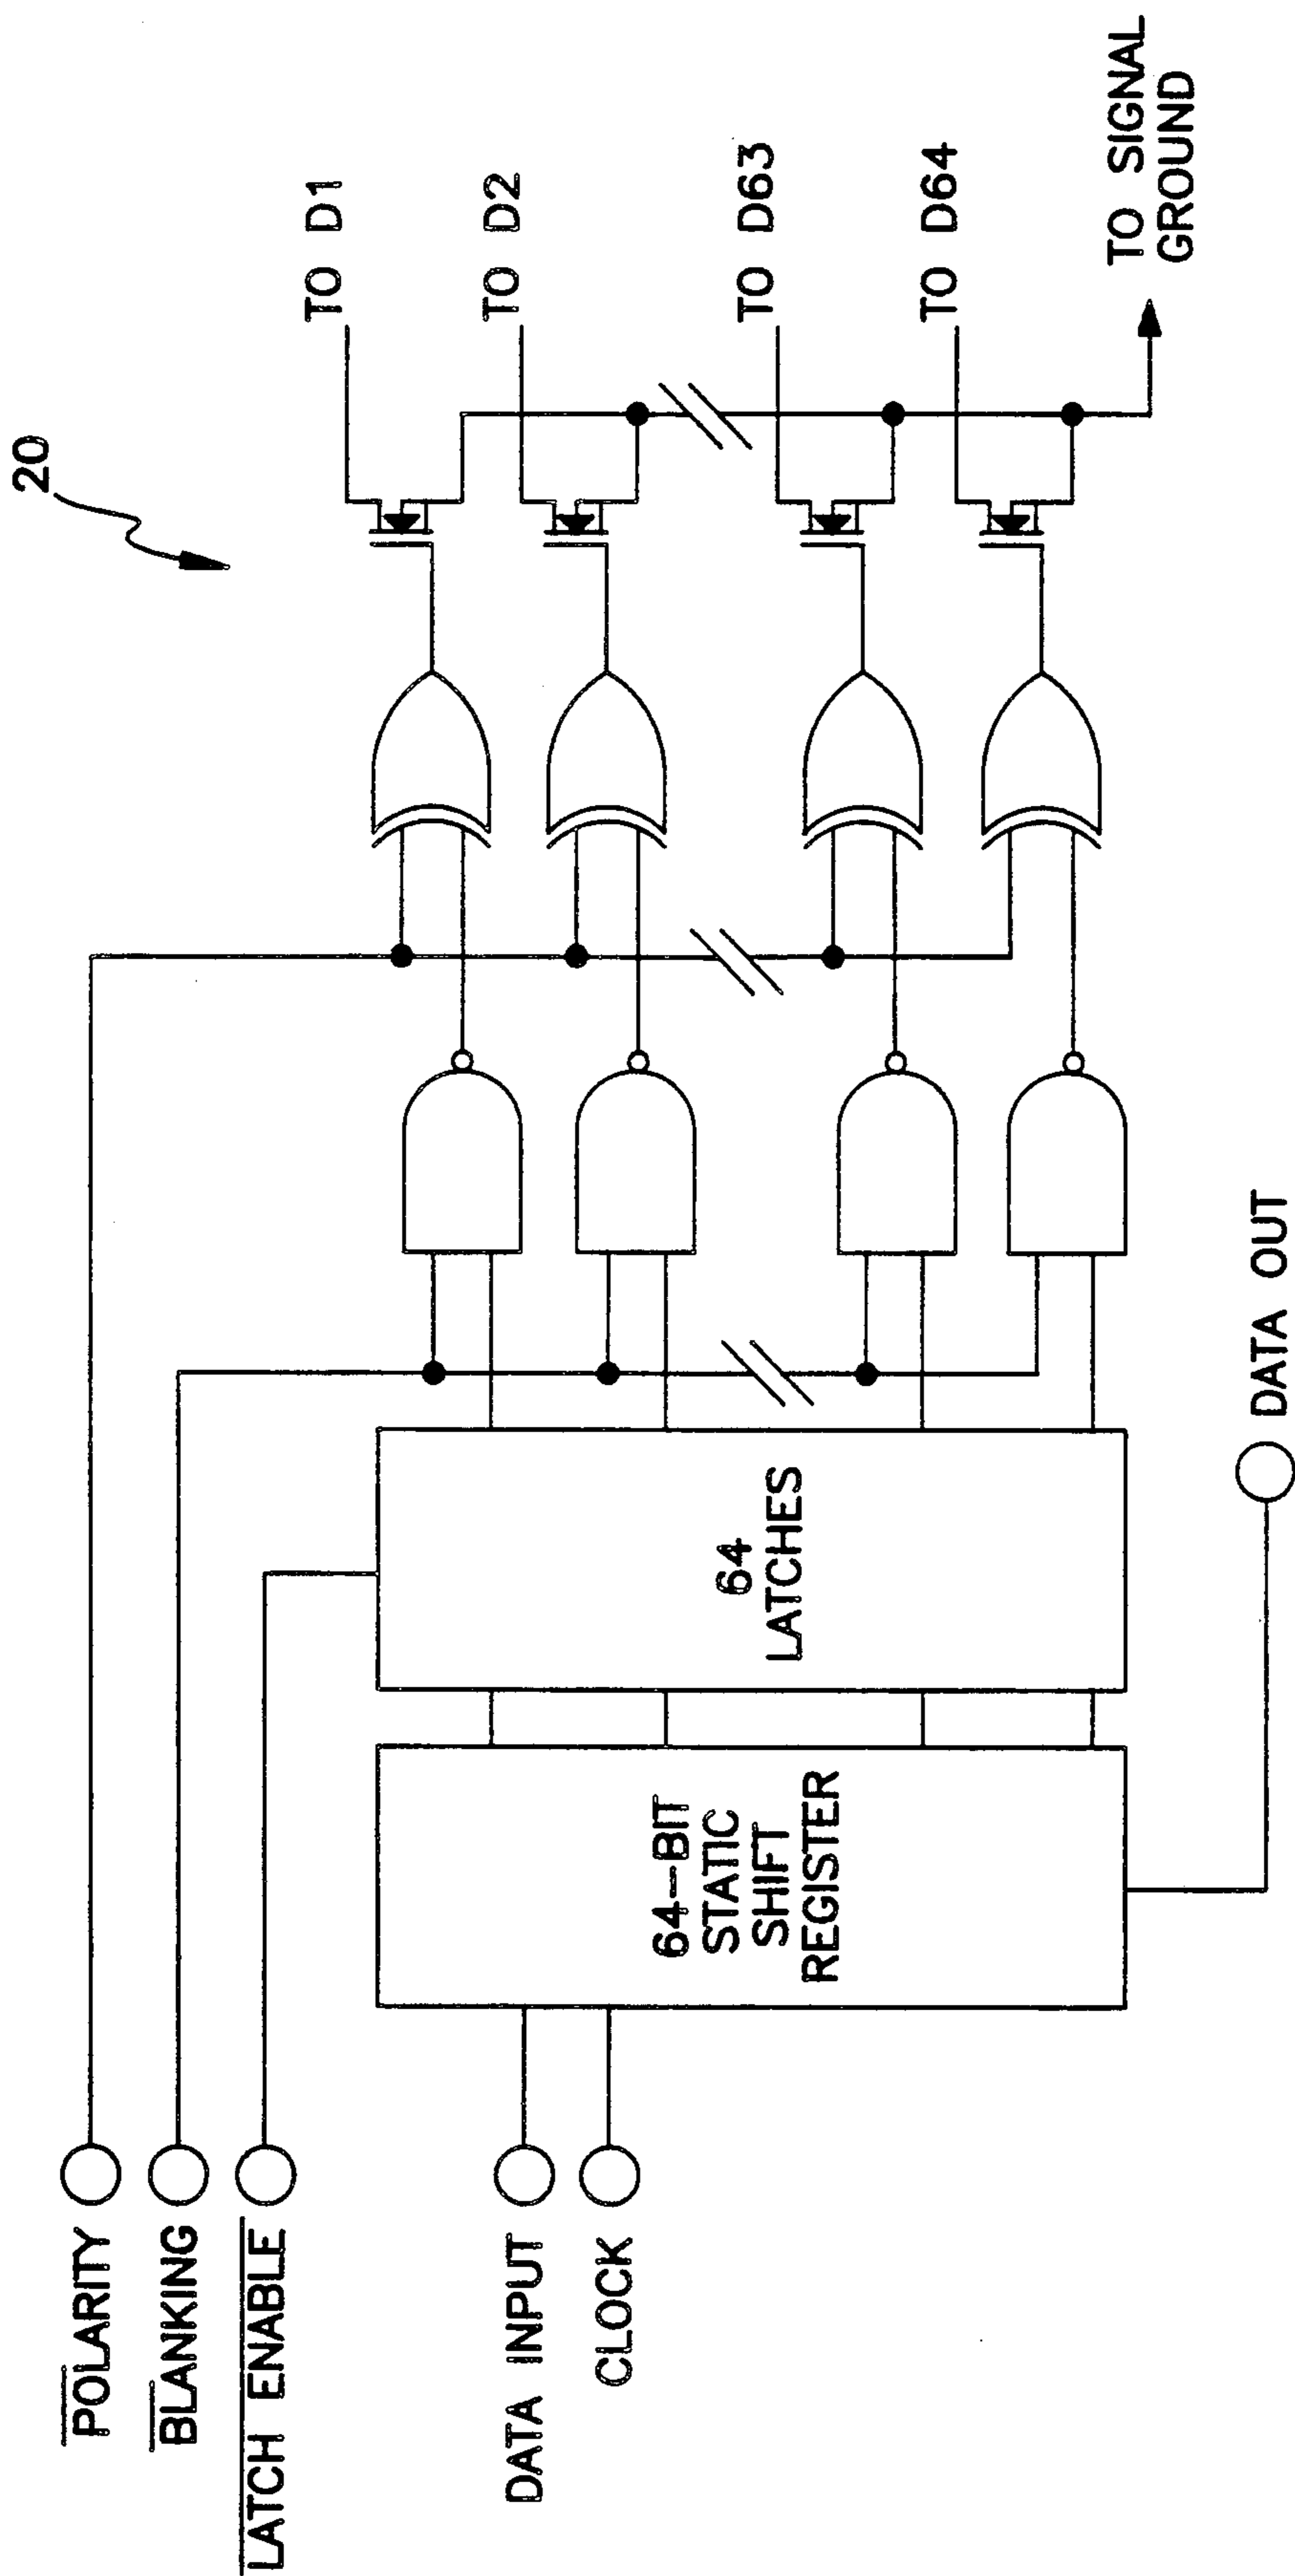 20
POLARITY
BLANKING
LATCH ENABLE
DATA INPUT
CLOCK
64-BIT
STATIC
SHIFT
REGISTER
64
LATCHES
TO D1
TO D2
TO D63
TO D64
TO SIGNAL
GROUND
DATA OUT